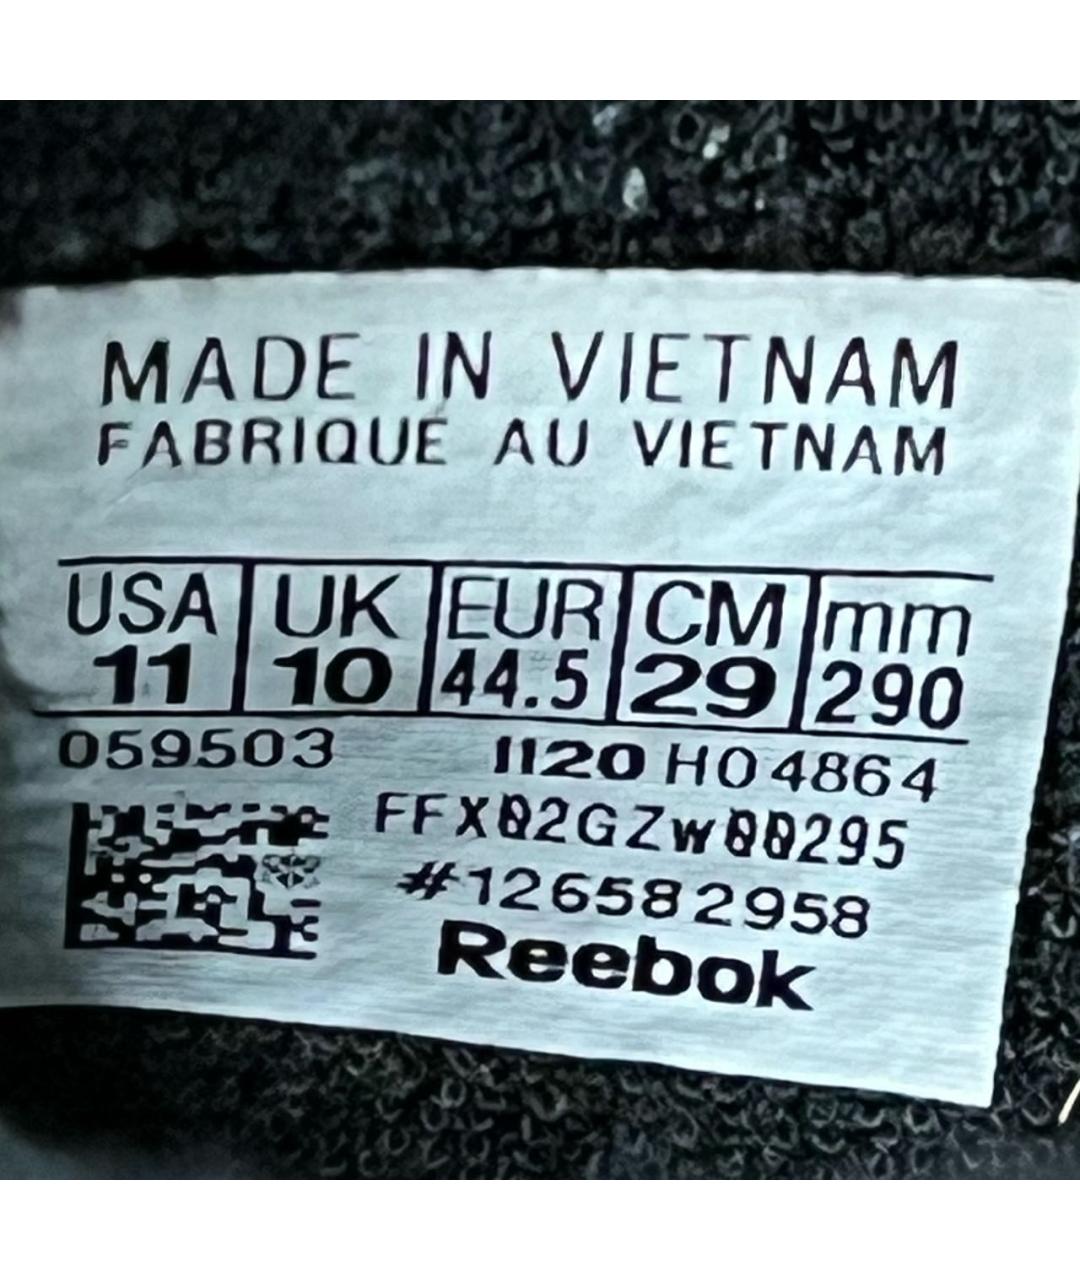 MADE IN VIETNAM
FABRIQUE AU VIETNAM
USA UK EUR CM mm
11 10 44.5 29 290
059503 1120 H04864
FFX02GZW00295
#126582958
Reebok